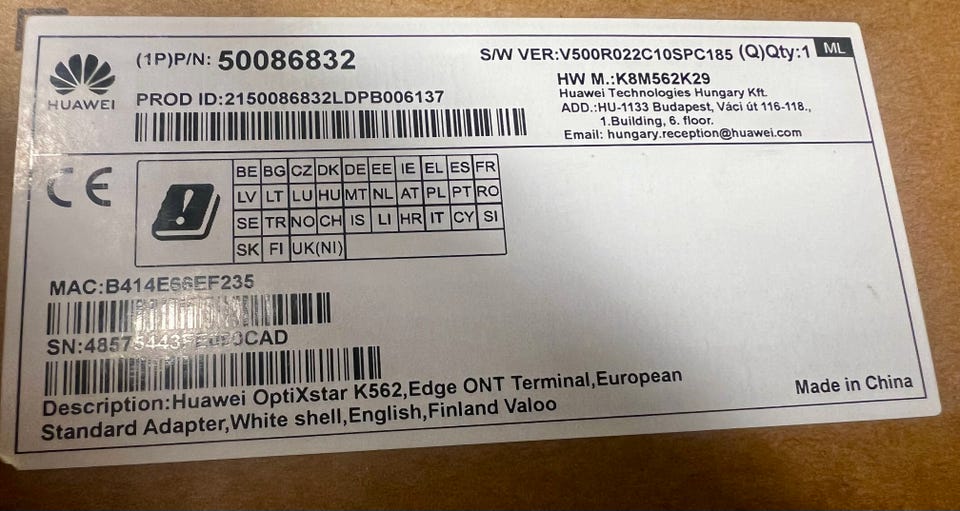 HUAWEI
(1P)P/N: 50086832
S/W VER:V500R022C10SPC185 (Q)Qty:1 ML
PROD ID:2150086832LDPB006137
HW M.:K8M562K29
Huawei Technologies Hungary Kft.
ADD.:HU-1133 Budapest, Váci út 116-118.,
1.Building, 6. floor.
Email: hungary.reception@huawei.com
CE
BE BG CZ DK DE EE IE EL ES FR
LV LT LU HU MT NL AT PL PT RO
SE TR NO CH IS LI HR IT CY SI
SK FI UK(NI)
MAC:B414E66EF235
Description:Huawei OptiXstar K562,Edge ONT Terminal,European
Standard Adapter,White shell,English,Finland Valoo
Made in China